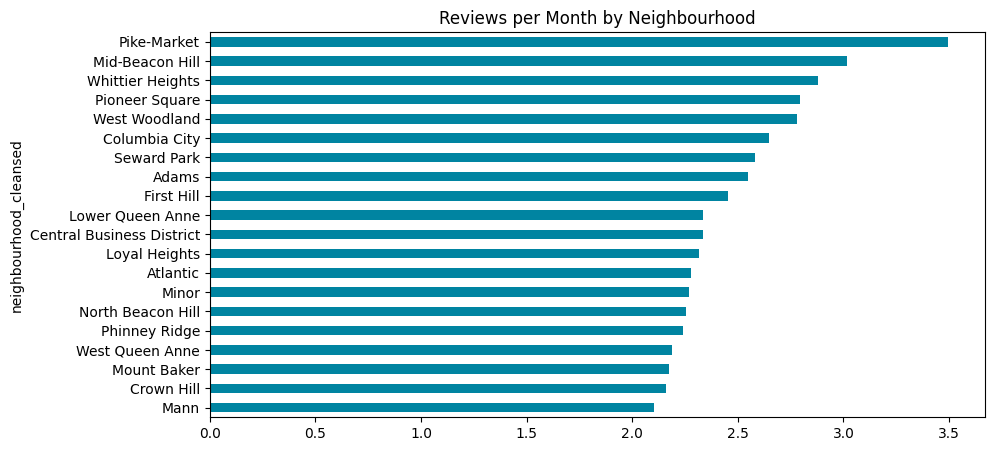 Reviews per Month by Neighbourhood
neighbourhood_cleansed
Pike-Market
Mid-Beacon Hill
Whittier Heights
Pioneer Square
West Woodland
Columbia City
Seward Park
Adams
First Hill
Lower Queen Anne
Central Business District
Loyal Heights
Atlantic
Minor
North Beacon Hill
Phinney Ridge
West Queen Anne
Mount Baker
Crown Hill
Mann
0.0 0.5 1.0 1.5 2.0 2.5 3.0 3.5